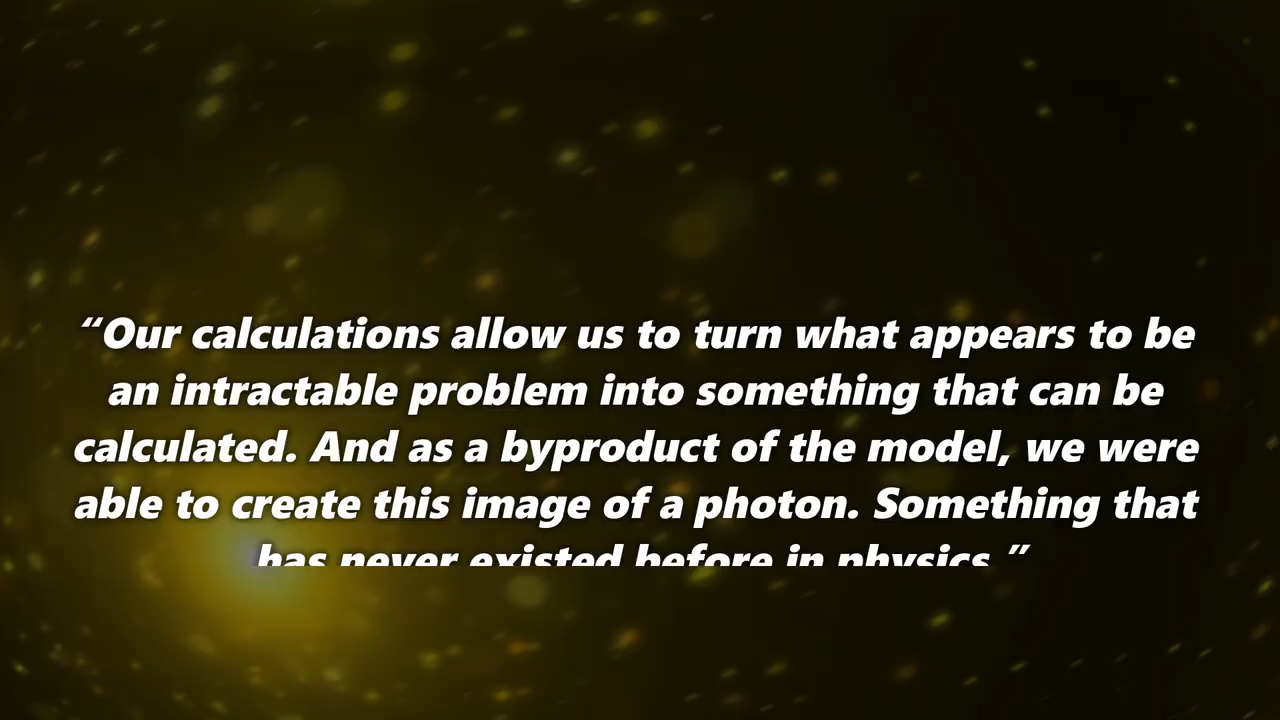 “Our calculations allow us to turn what appears to be
an intractable problem into something that can be
calculated. And as a byproduct of the model, we were
able to create this image of a photon. Something that
has never existed before in physics.”